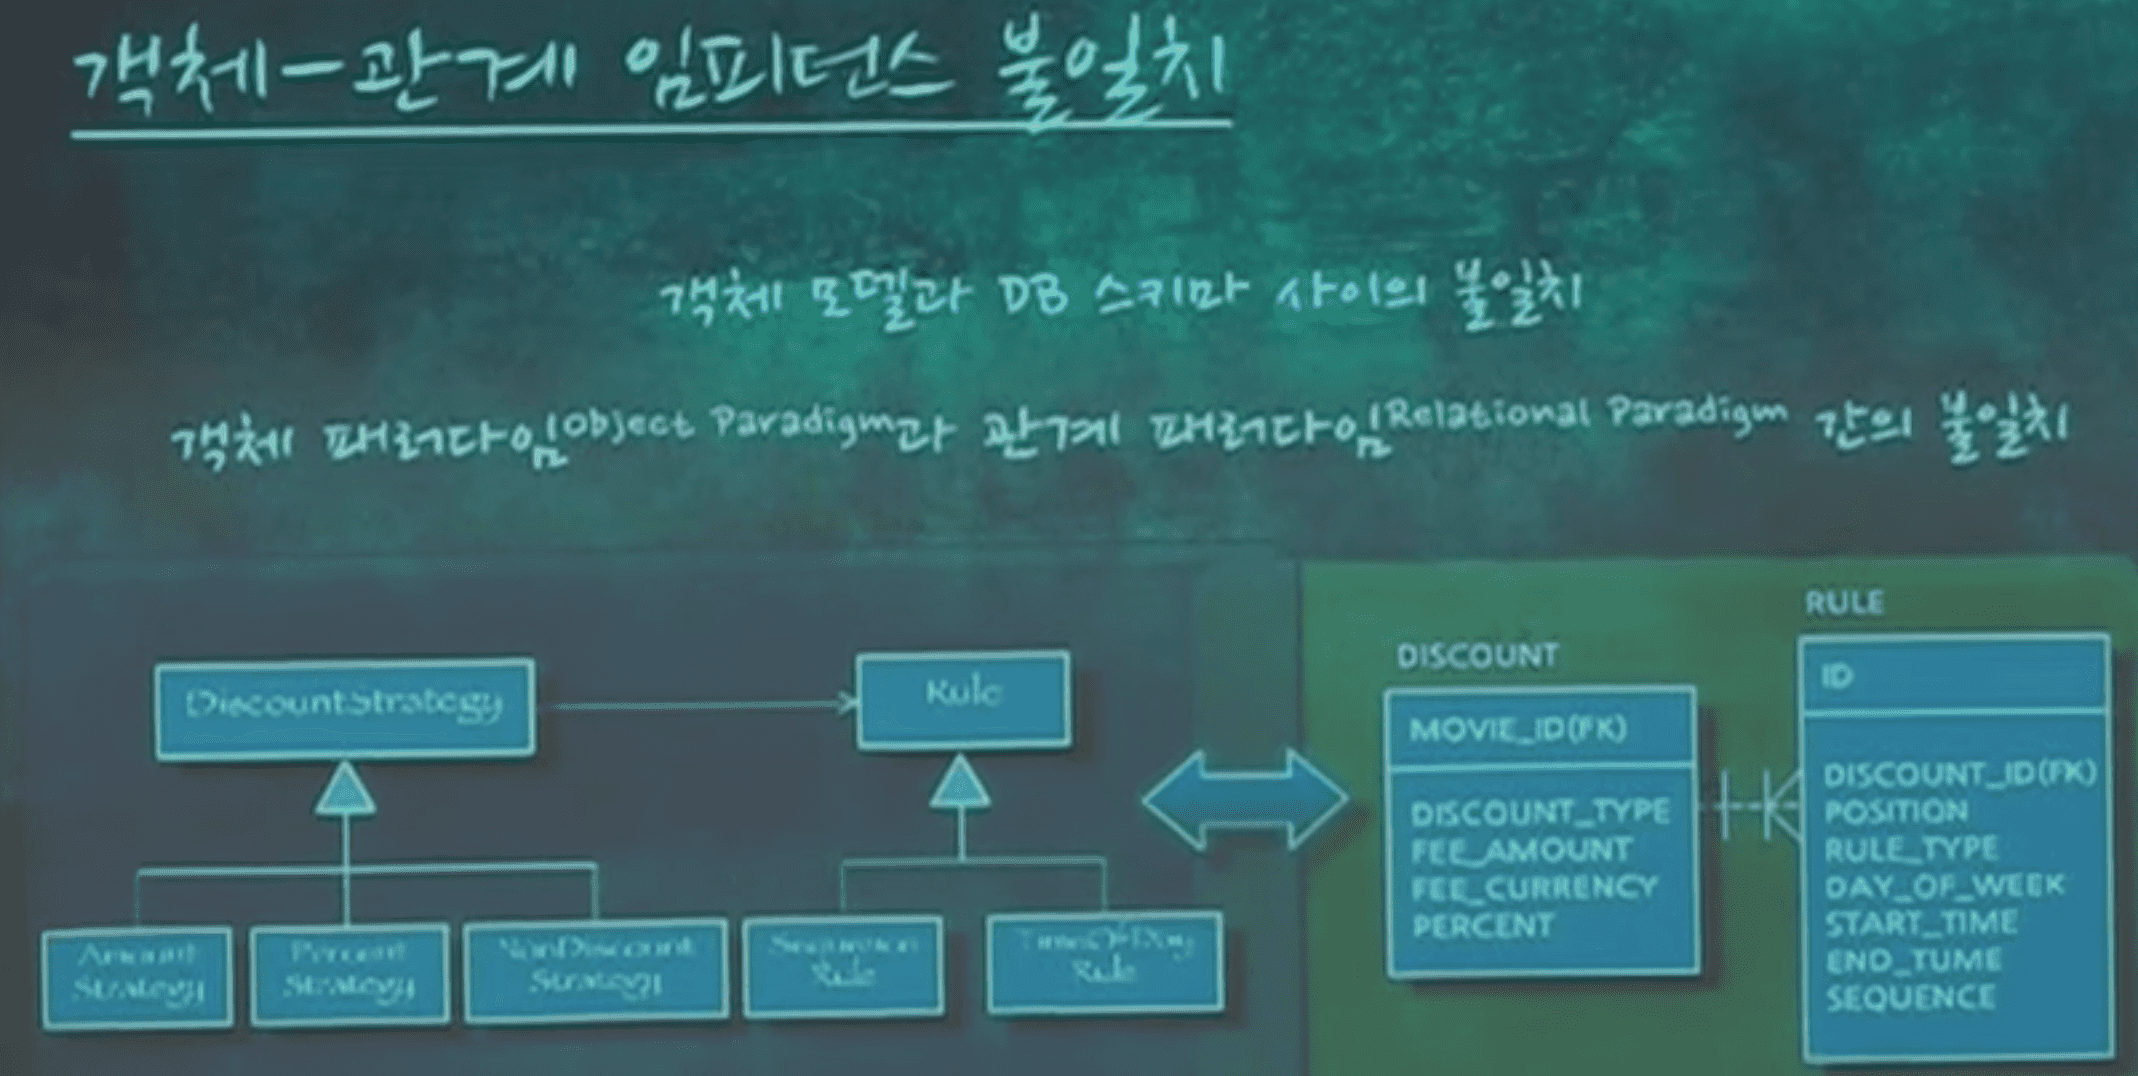 객체-관계 임피던스 불일치
객체 모델과 DB 스키마 사이의 불일치
객체 패러다임Object Paradigm과 관계 패러다임Relational Paradigm 간의 불일치
DiscountStrategy
Rule
Amount
Strategy
Percent
Strategy
NonDiscount
Strategy
Sequence
Rule
TimeOfDay
Rule
DISCOUNT
MOVIE_ID(FK)
DISCOUNT_TYPE
FEE_AMOUNT
FEE_CURRENCY
PERCENT
RULE
ID
DISCOUNT_ID(FK)
POSITION
RULE_TYPE
DAY_OF_WEEK
START_TIME
END_TUME
SEQUENCE